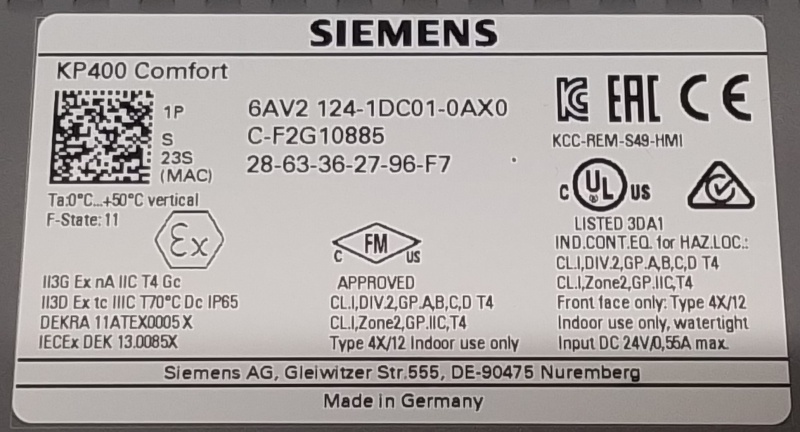 SIEMENS
KP400 Comfort
1P 6AV2 124-1DC01-0AX0
S C-F2G10885
23S (MAC) 28-63-36-27-96-F7
Ta:0°C...+50°C vertical
F-State: 11
Ex
II3G Ex nA IIC T4 Gc
II3D Ex tc IIIC T70°C Dc IP65
DEKRA 11ATEX0005 X
IECEx DEK 13.0085X
C FM US
APPROVED
CL.I,DIV.2,GP.A,B,C,D T4
CL.I,Zone2,GP.IIC,T4
Type 4X/12 Indoor use only
KC EAC CE
KCC-REM-S49-HMI
C UL US
LISTED 3DA1
IND.CONT.EQ. for HAZ.LOC.:
CL.I,DIV.2,GP.A,B,C,D T4
CL.I,Zone2,GP.IIC,T4
Front face only: Type 4X/12
Indoor use only, watertight
Input DC 24V/0,55A max.
Siemens AG, Gleiwitzer Str.555, DE-90475 Nuremberg
Made in Germany